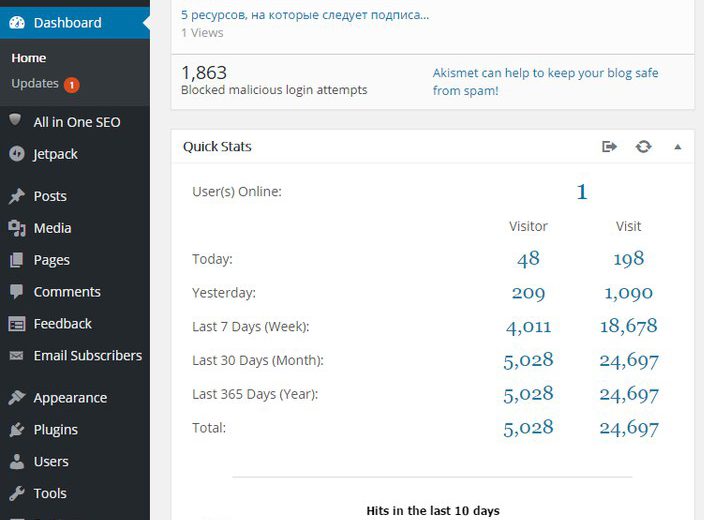 Dashboard
Home
Updates 1
All in One SEO
Jetpack
Posts
Media
Pages
Comments
Feedback
Email Subscribers
Appearance
Plugins
Users
Tools
5 ресурсов, на которые следует подписа...
1 Views
1,863
Blocked malicious login attempts
Akismet can help to keep your blog safe
from spam!
Quick Stats
User(s) Online: 1
Visitor Visit
Today: 48 198
Yesterday: 209 1,090
Last 7 Days (Week): 4,011 18,678
Last 30 Days (Month): 5,028 24,697
Last 365 Days (Year): 5,028 24,697
Total: 5,028 24,697
Hits in the last 10 days